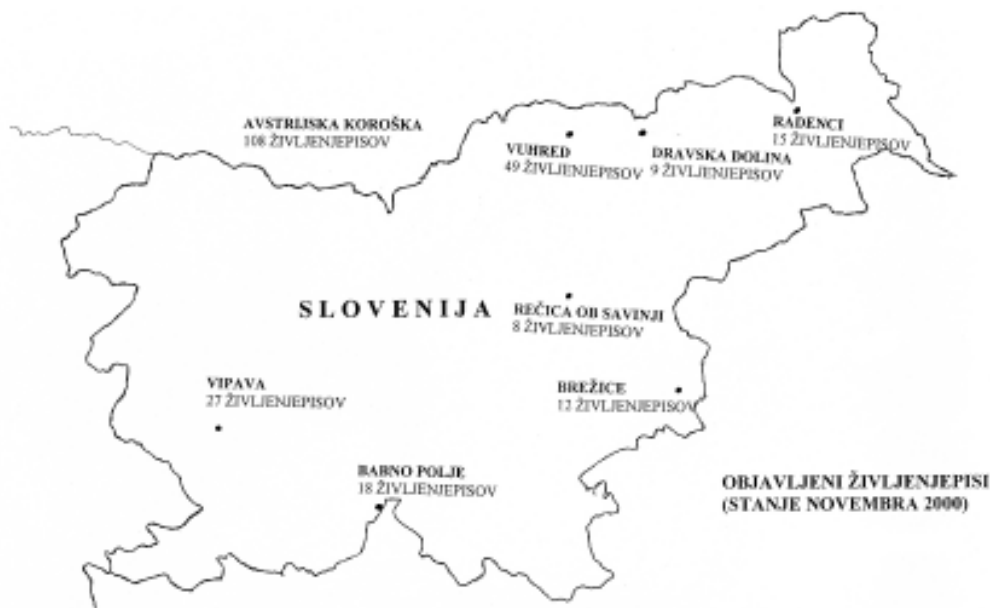 AVSTRIJSKA KOROŠKA
108 ŽIVLJENJEPISOV
VUHRED
49 ŽIVLJENJEPISOV
DRAVSKA DOLINA
9 ŽIVLJENJEPISOV
RADENCI
15 ŽIVLJENJEPISOV
SLOVENIJA
REČICA OB SAVINJI
8 ŽIVLJENJEPISOV
VIPAVA
27 ŽIVLJENJEPISOV
BREŽICE
12 ŽIVLJENJEPISOV
BABNO POLJE
18 ŽIVLJENJEPISOV
OBJAVLJENI ŽIVLJENJEPISI
(STANJE NOVEMBRA 2000)